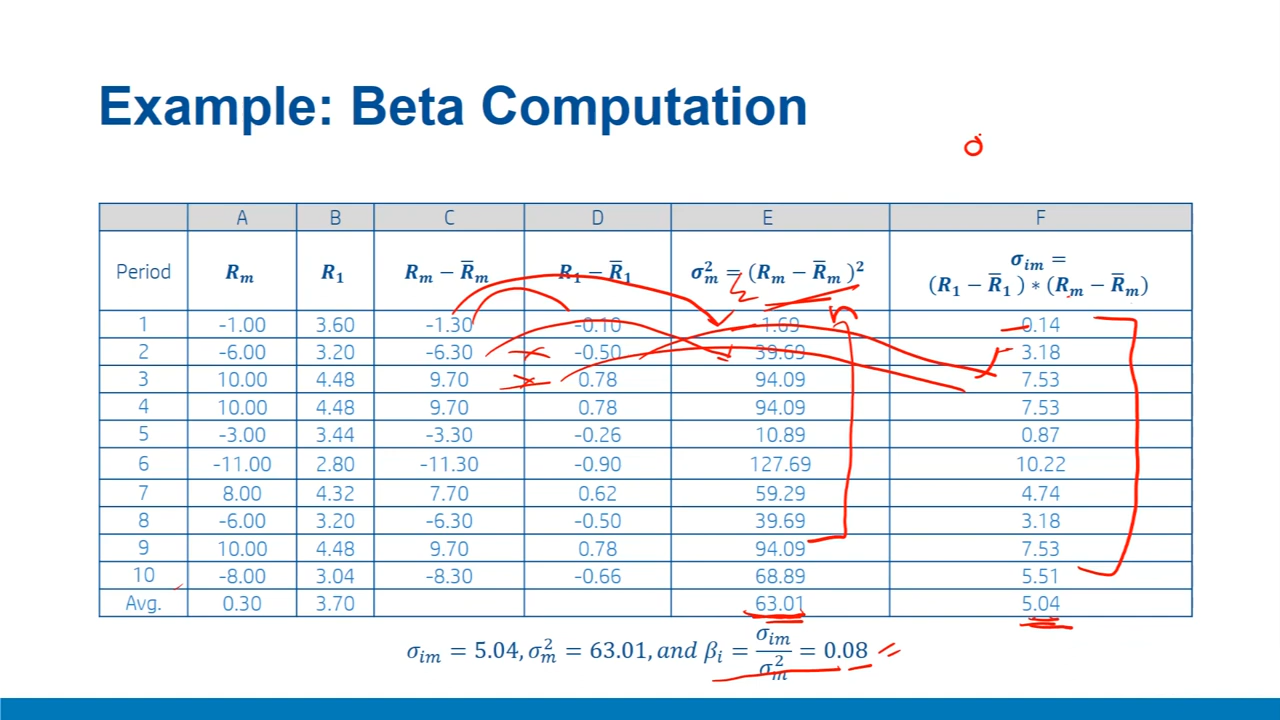 Example: Beta Computation
σ
A B C D E F
Period R_m R_1 R_m − R̅_m R_1 − R̅_1 σ_m^2 = (R_m − R̅_m)^2 σ_im = (R_1 − R̅_1) * (R_m − R̅_m)
1 -1.00 3.60 -1.30 -0.10 1.69 0.14
2 -6.00 3.20 -6.30 -0.50 39.69 3.18
3 10.00 4.48 9.70 0.78 94.09 7.53
4 10.00 4.48 9.70 0.78 94.09 7.53
5 -3.00 3.44 -3.30 -0.26 10.89 0.87
6 -11.00 2.80 -11.30 -0.90 127.69 10.22
7 8.00 4.32 7.70 0.62 59.29 4.74
8 -6.00 3.20 -6.30 -0.50 39.69 3.18
9 10.00 4.48 9.70 0.78 94.09 7.53
10 -8.00 3.04 -8.30 -0.66 68.89 5.51
Avg. 0.30 3.70 63.01 5.04
σ_im = 5.04, σ_m^2 = 63.01, and β_i = σ_im / σ_m^2 = 0.08